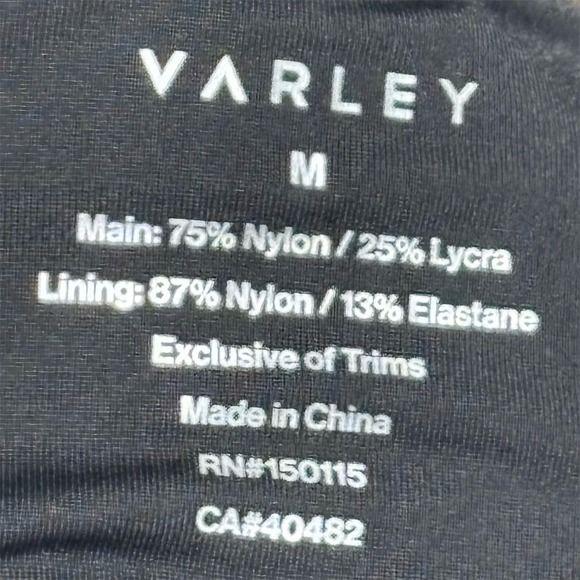 VARLEY
M
Main: 75% Nylon / 25% Lycra
Lining: 87% Nylon / 13% Elastane
Exclusive of Trims
Made in China
RN#150115
CA#40482